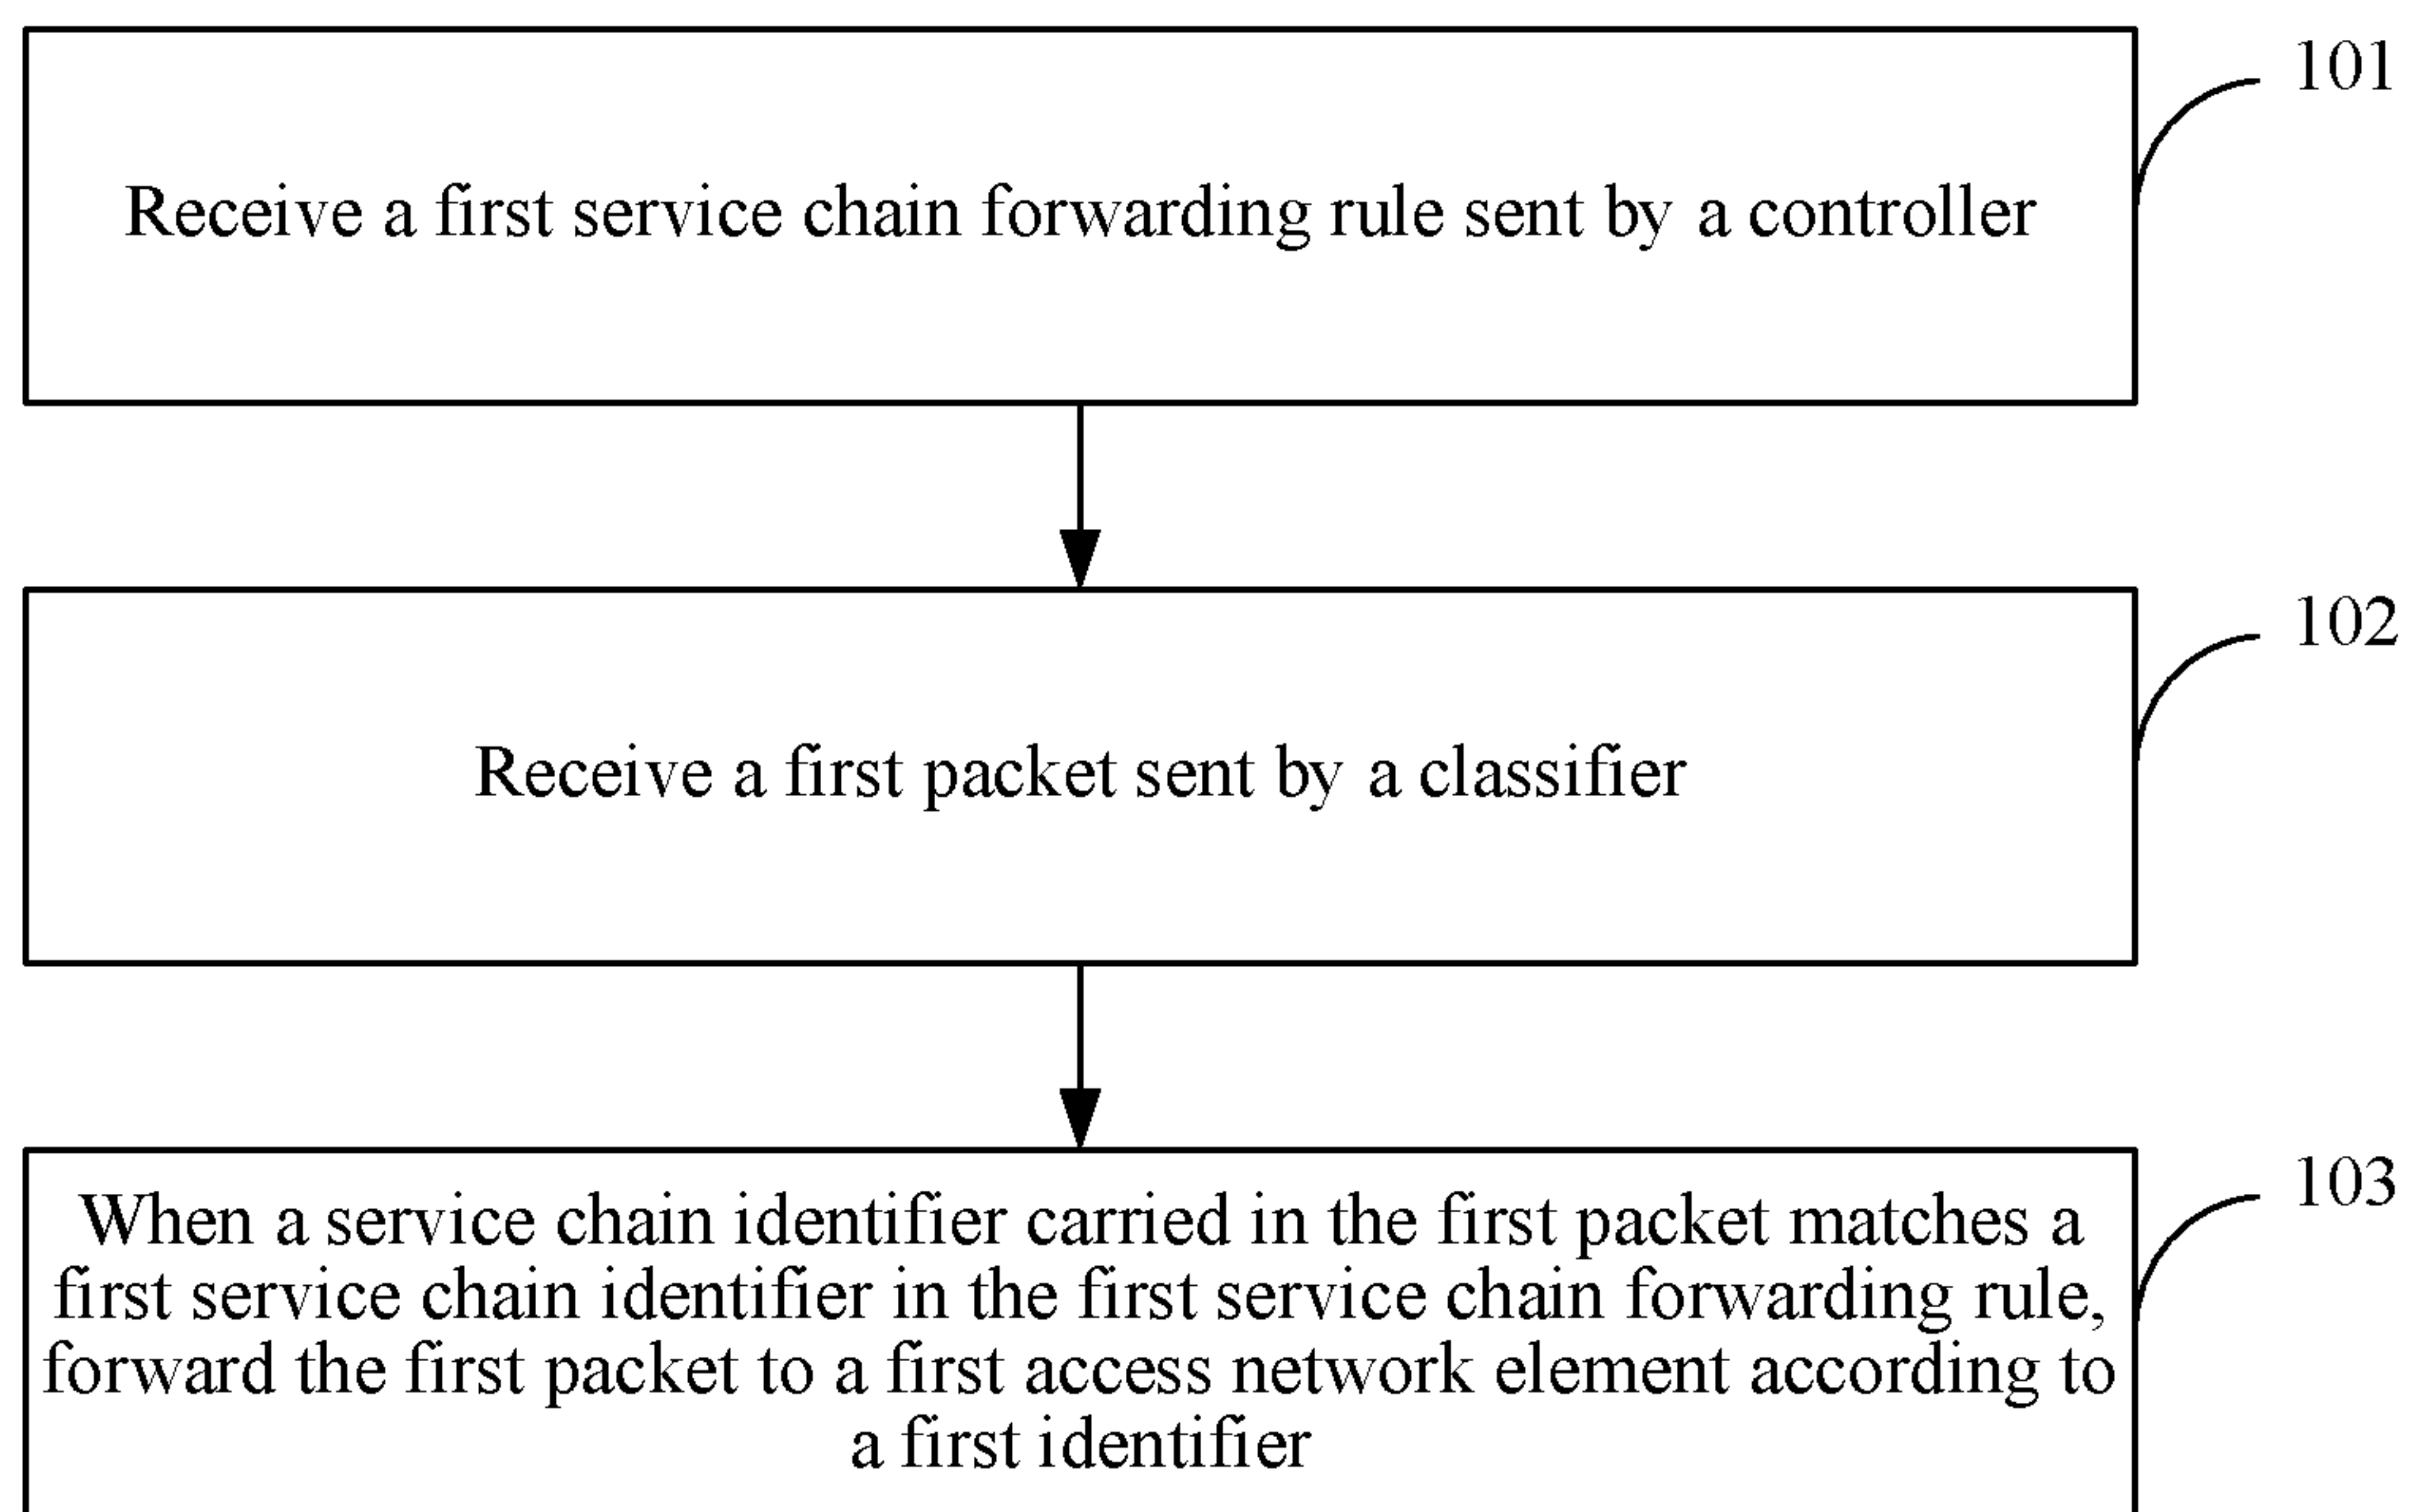 Receive a first service chain forwarding rule sent by a controller
101
Receive a first packet sent by a classifier
102
When a service chain identifier carried in the first packet matches a
first service chain identifier in the first service chain forwarding rule,
forward the first packet to a first access network element according to
a first identifier
103